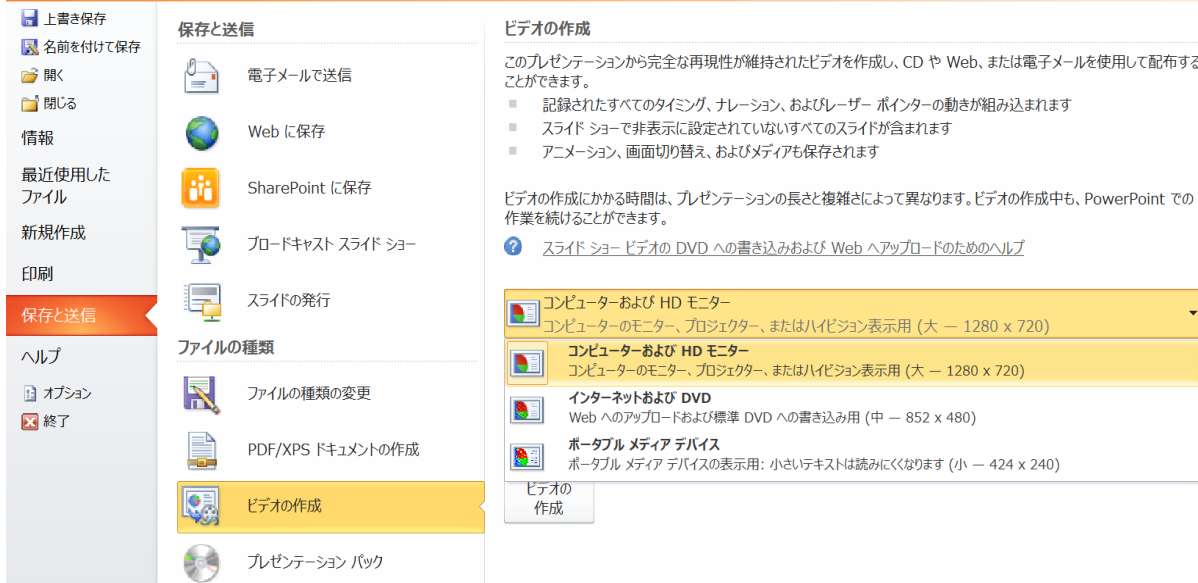 上書き保存
名前を付けて保存
開く
閉じる
情報
最近使用した
ファイル
新規作成
印刷
保存と送信
ヘルプ
オプション
終了
保存と送信
電子メールで送信
Web に保存
SharePoint に保存
ブロードキャスト スライド ショー
スライドの発行
ファイルの種類
ファイルの種類の変更
PDF/XPS ドキュメントの作成
ビデオの作成
プレゼンテーション パック
ビデオの作成
このプレゼンテーションから完全な再現性が維持されたビデオを作成し、CD や Web、または電子メールを使用して配布する
ことができます。
記録されたすべてのタイミング、ナレーション、およびレーザー ポインターの動きが組み込まれます
スライド ショーで非表示に設定されていないすべてのスライドが含まれます
アニメーション、画面切り替え、およびメディアも保存されます
ビデオの作成にかかる時間は、プレゼンテーションの長さと複雑さによって異なります。ビデオの作成中も、PowerPoint での
作業を続けることができます。
スライド ショー ビデオの DVD への書き込みおよび Web へアップロードのためのヘルプ
コンピューターおよび HD モニター
コンピューターのモニター、プロジェクター、またはハイビジョン表示用 (大 — 1280 x 720)
コンピューターおよび HD モニター
コンピューターのモニター、プロジェクター、またはハイビジョン表示用 (大 — 1280 x 720)
インターネットおよび DVD
Web へのアップロードおよび標準 DVD への書き込み用 (中 — 852 x 480)
ポータブル メディア デバイス
ポータブル メディア デバイスの表示用: 小さいテキストは読みにくくなります (小 — 424 x 240)
ビデオの
作成